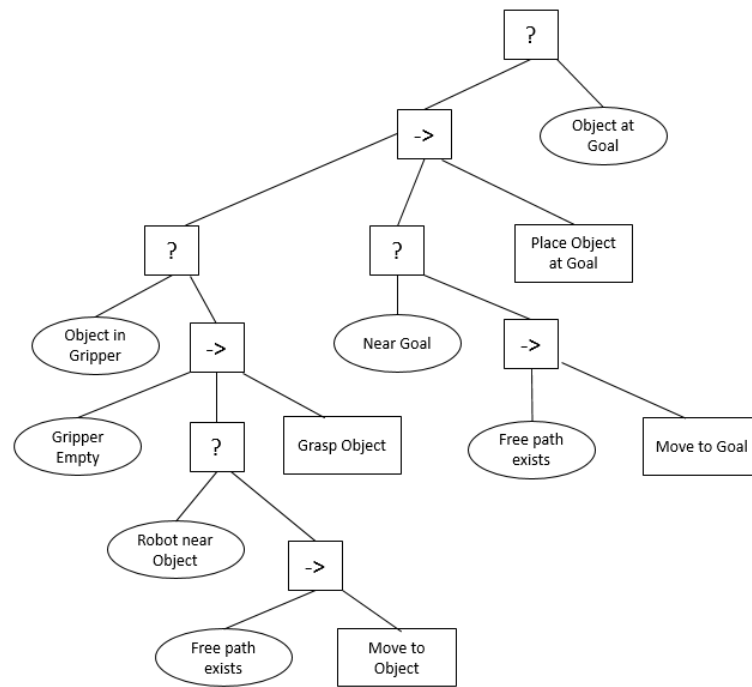 ?
->
Object at
Goal
?
?
Place Object
at Goal
Object in
Gripper
->
Near Goal
->
Gripper
Empty
?
Grasp Object
Free path
exists
Move to Goal
Robot near
Object
->
Free path
exists
Move to
Object